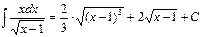 ∫ xdx/√(x−1) = 2/3 · √((x−1)³) + 2√(x−1) + C